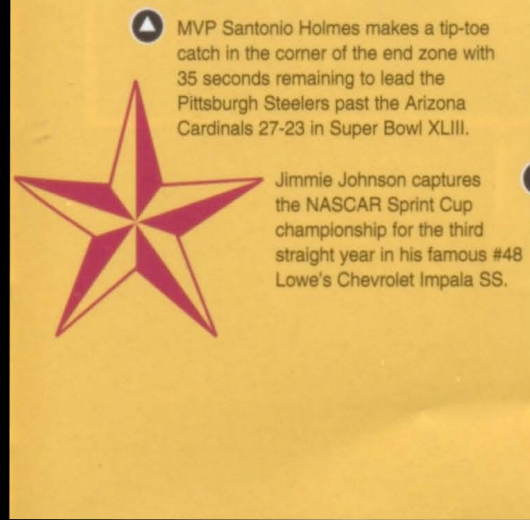 MVP Santonio Holmes makes a tip-toe
catch in the corner of the end zone with
35 seconds remaining to lead the
Pittsburgh Steelers past the Arizona
Cardinals 27-23 in Super Bowl XLIII.
Jimmie Johnson captures
the NASCAR Sprint Cup
championship for the third
straight year in his famous #48
Lowe's Chevrolet Impala SS.